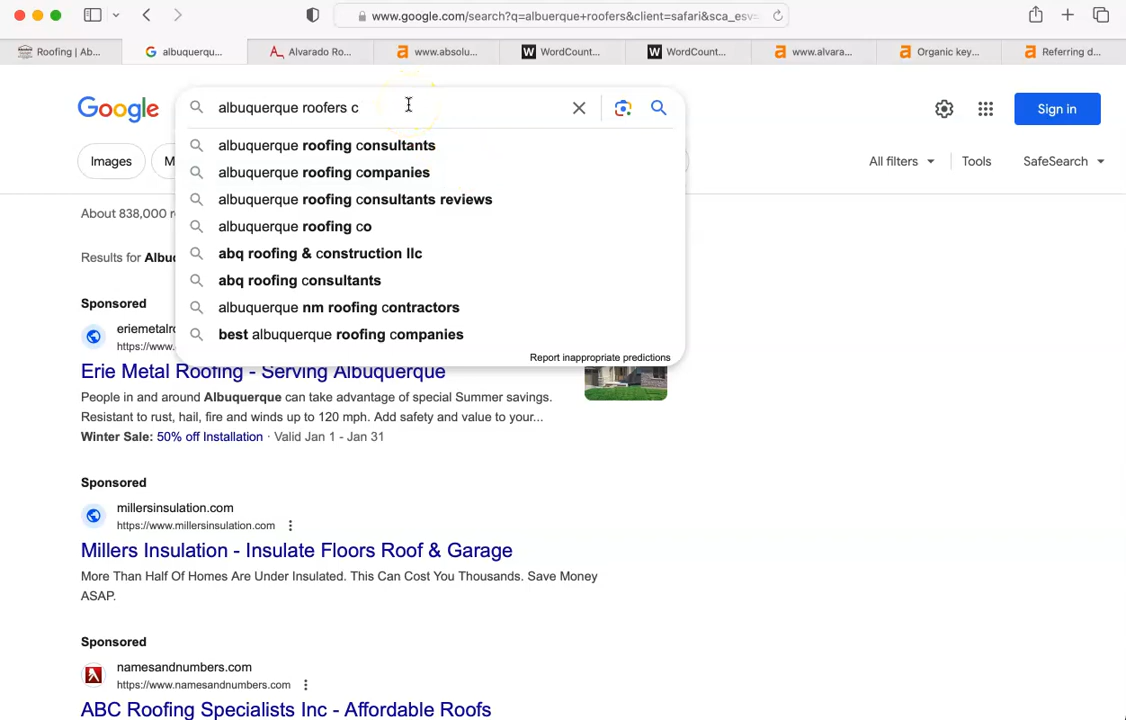 www.google.com/search?q=albuerque+roofers&client=safari&sca_esv=
Roofing | Ab...
albuquerqu...
Alvarado Ro...
www.absolu...
WordCount...
WordCount...
www.alvara...
Organic key...
Referring d...
Google
albuquerque roofers c
Sign in
albuquerque roofing consultants
albuquerque roofing companies
albuquerque roofing consultants reviews
albuquerque roofing co
abq roofing & construction llc
abq roofing consultants
albuquerque nm roofing contractors
best albuquerque roofing companies
Report inappropriate predictions
Images
M
All filters
Tools
SafeSearch
About 838,000 r
Results for Albu
Sponsored
eriemetalr
https://www.
Erie Metal Roofing - Serving Albuquerque
People in and around Albuquerque can take advantage of special Summer savings.
Resistant to rust, hail, fire and winds up to 120 mph. Add safety and value to your...
Winter Sale: 50% off Installation · Valid Jan 1 - Jan 31
Sponsored
millersinsulation.com
https://www.millersinsulation.com
Millers Insulation - Insulate Floors Roof & Garage
More Than Half Of Homes Are Under Insulated. This Can Cost You Thousands. Save Money
ASAP.
Sponsored
namesandnumbers.com
https://www.namesandnumbers.com
ABC Roofing Specialists Inc - Affordable Roofs